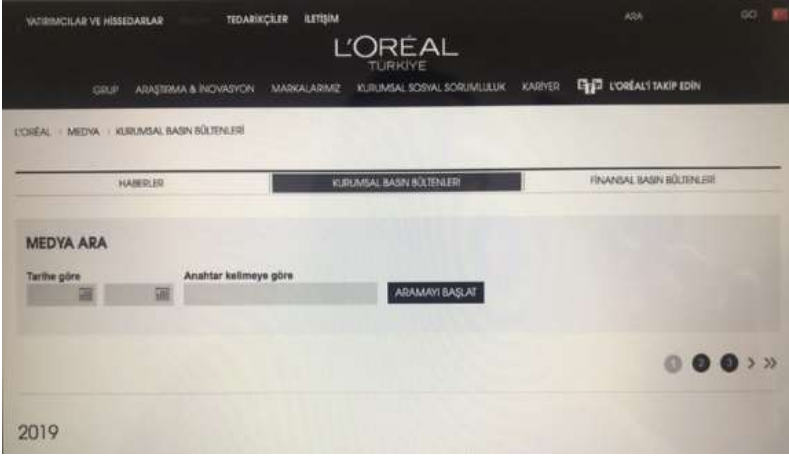 YATIRIMCILAR VE HİSSEDARLAR TEDARİKÇİLER İLETİŞİM ARA GO
L'ORÉAL
TÜRKİYE
GRUP ARAŞTIRMA & İNOVASYON MARKALARIMIZ KURUMSAL SOSYAL SORUMLULUK KARİYER L'ORÉAL'İ TAKİP EDİN
L'ORÉAL › MEDYA › KURUMSAL BASIN BÜLTENLERİ
HABERLER KURUMSAL BASIN BÜLTENLERİ FİNANSAL BASIN BÜLTENLERİ
MEDYA ARA
Tarihe göre Anahtar kelimeye göre
ARAMAYI BAŞLAT
1 2 3 › »
2019